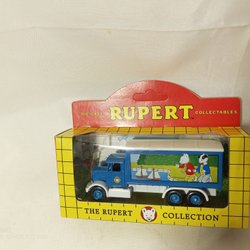 RUPERT
COLLECTABLES
THE RUPERT COLLECTION